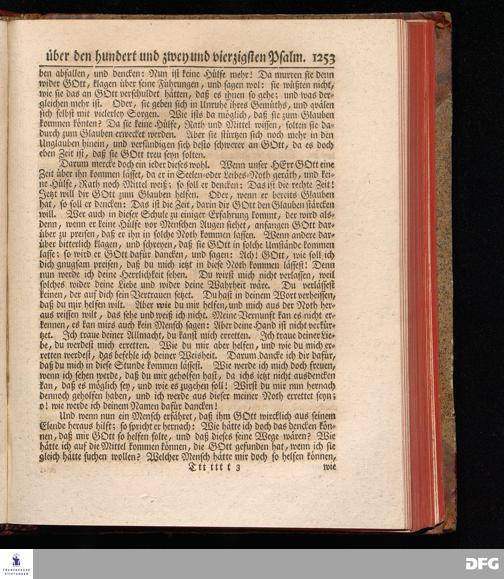 über den hundert und zwey und vierzigsten Psalm. 1253
ben abfallen, und dencken: Nun ist keine Hülfe mehr! Da murren sie denn
wider GOtt, klagen über seine Führungen, und sagen wol: sie wüßten nicht,
wie sie das an GOtt verschuldet hätten, daß es ihnen so gehe; und was der-
gleichen mehr ist. Oder, sie geben sich in Unruhe ihres Gemüths, und quälen
sich selbst mit vielerley Sorgen. Wie ists da möglich, daß sie zum Glauben
kommen könten? Da sie keine Hülfe, Rath und Mittel wissen, solten sie da-
durch zum Glauben erwecket werden. Aber sie stürtzen sich noch mehr in den
Unglauben hinein, und versündigen sich desto schwerer an GOtt, da es doch
eben Zeit ist, daß sie GOtt treu seyn solten.
Darum mercke doch ein ieder dieses wohl. Wenn unser HErr GOtt eine
Zeit über ihn kommen lässet, da er in Seelen- oder Leibes-Noth geräth, und kei-
ne Hülfe, Rath noch Mittel weiß; so soll er dencken: Das ist die rechte Zeit!
Jetzt will dir GOtt zum Glauben helfen. Oder, wenn er bereits Glauben
hat, so soll er dencken: Das ist die Zeit, darin dir GOtt den Glauben stärcken
will. Wer auch in dieser Schule zu einiger Erfahrung kommt, der wird als-
denn, wenn er keine Hülfe vor Menschen Augen siehet, anfangen GOtt dar-
über zu preisen, daß er ihn in solche Noth kommen lassen. Wenn andere dar-
über bitterlich klagen, und schreyen, daß sie GOtt in solche Umstände kommen
lasse: so wird er GOtt dafür dancken, und sagen: Ach! GOtt, wie soll ich
dich gnugsam preisen, daß du mich ietzt in diese Noth kommen lässest! Denn
nun werde ich deine Herrlichkeit sehen. Du wirst mich nicht verlassen, weil
solches wider deine Liebe und wider deine Wahrheit wäre. Du verlässest
keinen, der auf dich sein Vertrauen setzet. Du hast in deinem Wort verheissen,
daß du mir helfen wilt. Aber wie du mir helfen, und mich aus der Noth her-
aus reissen wilt, das sehe und weiß ich nicht. Meine Vernunft kan es nicht er-
kennen, es kan mirs auch kein Mensch sagen: Aber deine Hand ist nicht verkür-
tzet. Ich traue deiner Allmacht, du kanst mich erretten. Ich traue deiner Lie-
be, du werdest mich erretten. Wie du mir aber helfen, und wie du mich er-
retten werdest, das befehle ich deiner Weisheit. Darum dancke ich dir dafür,
daß du mich in diese Stunde kommen lässest. Wie werde ich mich doch freuen,
wenn ich sehen werde, daß du mir geholfen hast, da ichs ietzt nicht ausdencken
kan, daß es möglich sey, und wie es zugehen soll! Wirst du mir nun hernach
dennoch geholfen haben, und ich werde aus dieser meiner Noth errettet seyn;
o! wie werde ich deinem Namen dafür dancken!
Und wenn nun ein Mensch erfähret, daß ihm GOtt wircklich aus seinem
Elende heraus hilft; so spricht er hernach: Wie hätte ich doch das dencken kön-
nen, daß mir GOtt so helfen solte, und daß dieses seine Wege wären? Wie
hätte ich auf die Mittel kommen können, die GOtt gefunden hat, wenn ich sie
gleich hätte suchen wollen? Welcher Mensch hätte mir doch so helfen können,
Ttt ttt t 3 wie
FRANCKESCHE
STIFTUNGEN
DFG